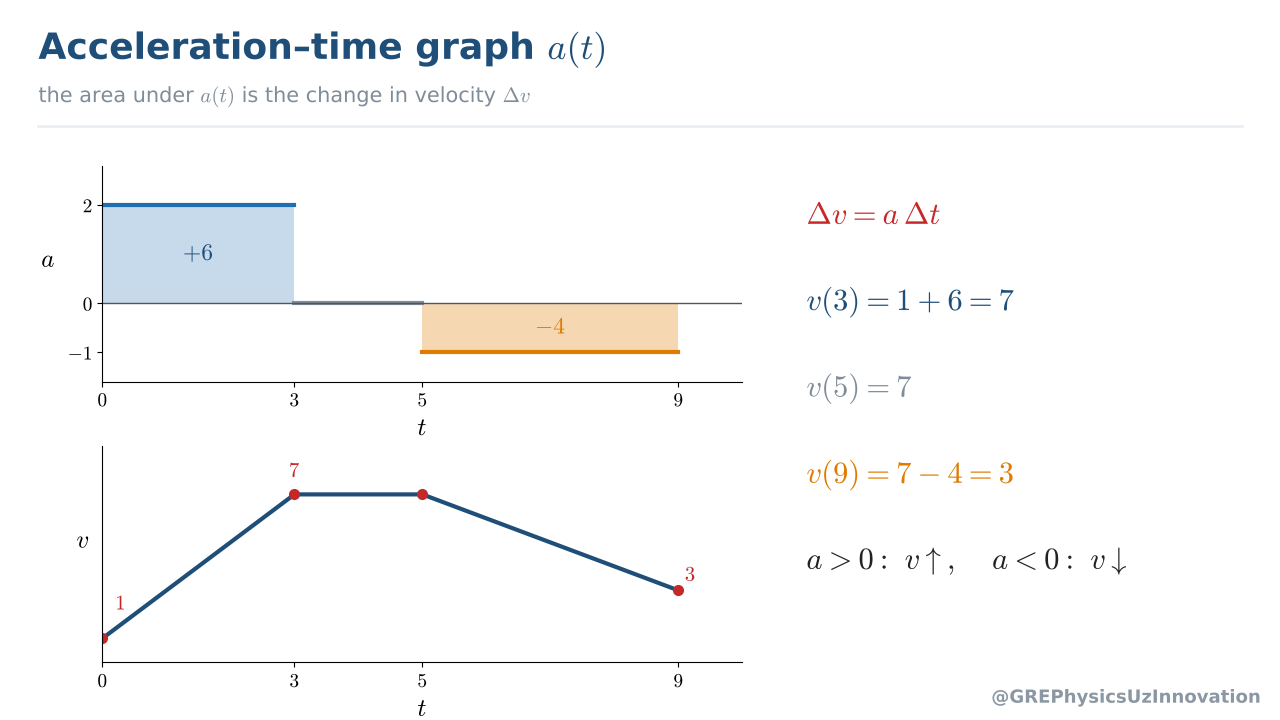 Acceleration–time graph a(t)
the area under a(t) is the change in velocity Δv
2
+6
a
0
−4
−1
0 3 5 9
t
7
v
3
1
0 3 5 9
t
Δv = a Δt
v(3) = 1 + 6 = 7
v(5) = 7
v(9) = 7 − 4 = 3
a > 0 : v ↑ , a < 0 : v ↓
@GREPhysicsUzInnovation